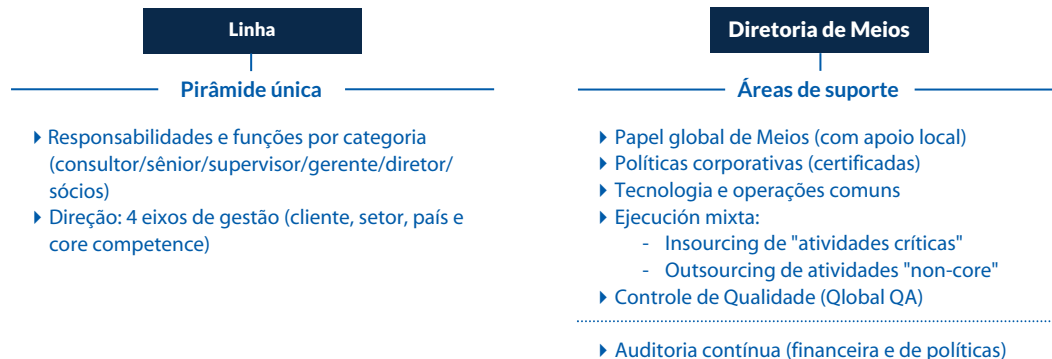 Linha
Pirâmide única
Responsabilidades e funções por categoria
(consultor/sênior/supervisor/gerente/diretor/
sócios)
Direção: 4 eixos de gestão (cliente, setor, país e
core competence)
Diretoria de Meios
Áreas de suporte
Papel global de Meios (com apoio local)
Políticas corporativas (certificadas)
Tecnologia e operações comuns
Ejecución mixta:
- Insourcing de "atividades críticas"
- Outsourcing de atividades "non-core"
Controle de Qualidade (Qlobal QA)
Auditoria contínua (financeira e de políticas)